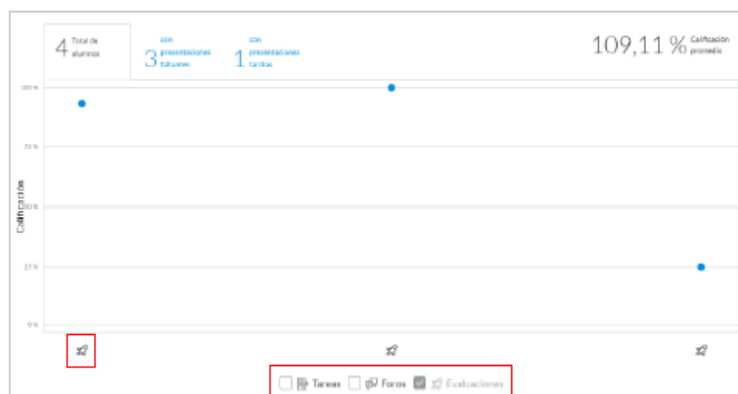 4 Total de alumnos
3 con presentaciones faltantes
1 con presentaciones tardías
109,11 % Calificación promedio
100 %
75 %
50 %
25 %
0 %
Calificación
Tareas Foros Evaluaciones